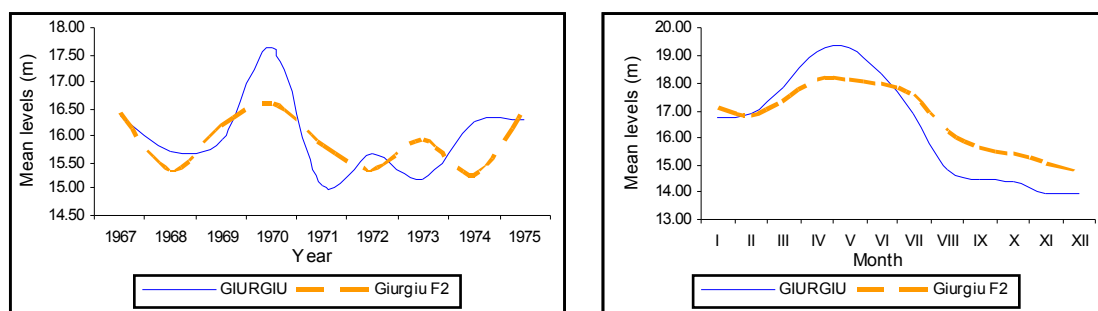 18.00
17.50
17.00
16.50
16.00
15.50
15.00
14.50
Mean levels (m)
1967 1968 1969 1970 1971 1972 1973 1974 1975
Year
GIURGIU Giurgiu F2
20.00
19.00
18.00
17.00
16.00
15.00
14.00
13.00
Mean levels (m)
I II III IV V VI VII VIII IX X XI XII
Month
GIURGIU Giurgiu F2